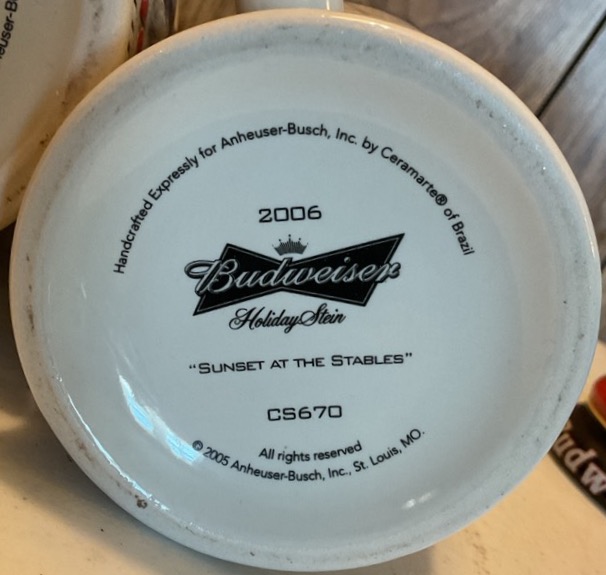 Handcrafted Expressly for Anheuser-Busch, Inc. by Ceramarte® of Brazil
2006
Budweiser
Holiday Stein
"SUNSET AT THE STABLES"
CS670
All rights reserved
© 2005 Anheuser-Busch, Inc., St. Louis, MO.